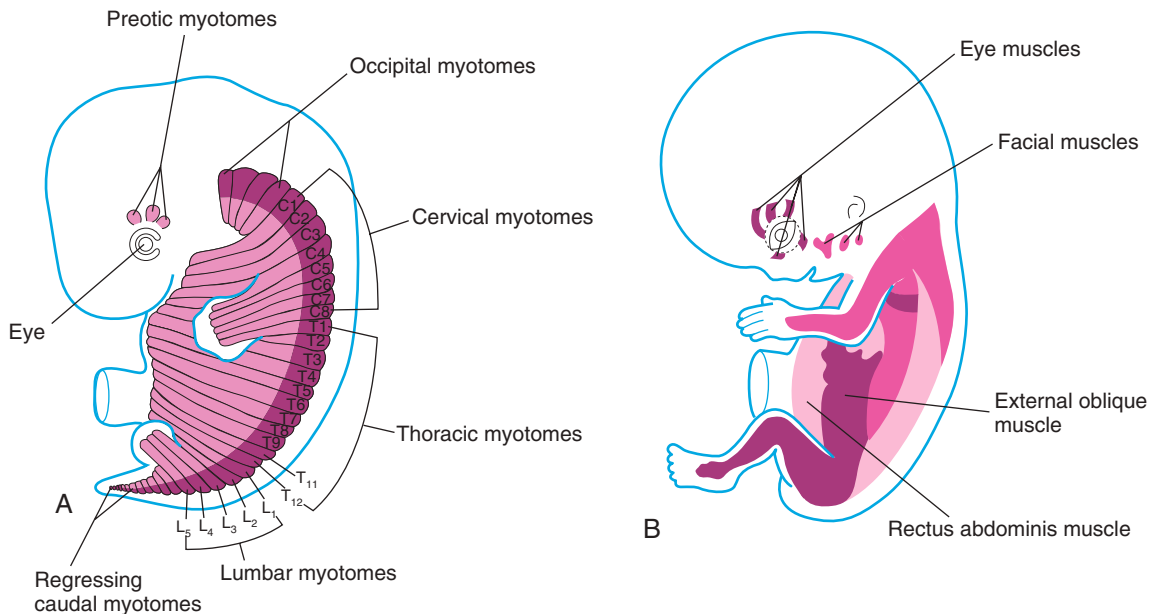 Preotic myotomes
Occipital myotomes
C1
C2
C3
C4
C5
C6
C7
C8
T1
T2
T3
T4
T5
T6
T7
T8
T9
T11
T12
L1
L2
L3
L4
L5
Cervical myotomes
Eye
Thoracic myotomes
A
Lumbar myotomes
Regressing
caudal myotomes
Eye muscles
Facial muscles
External oblique
muscle
Rectus abdominis muscle
B